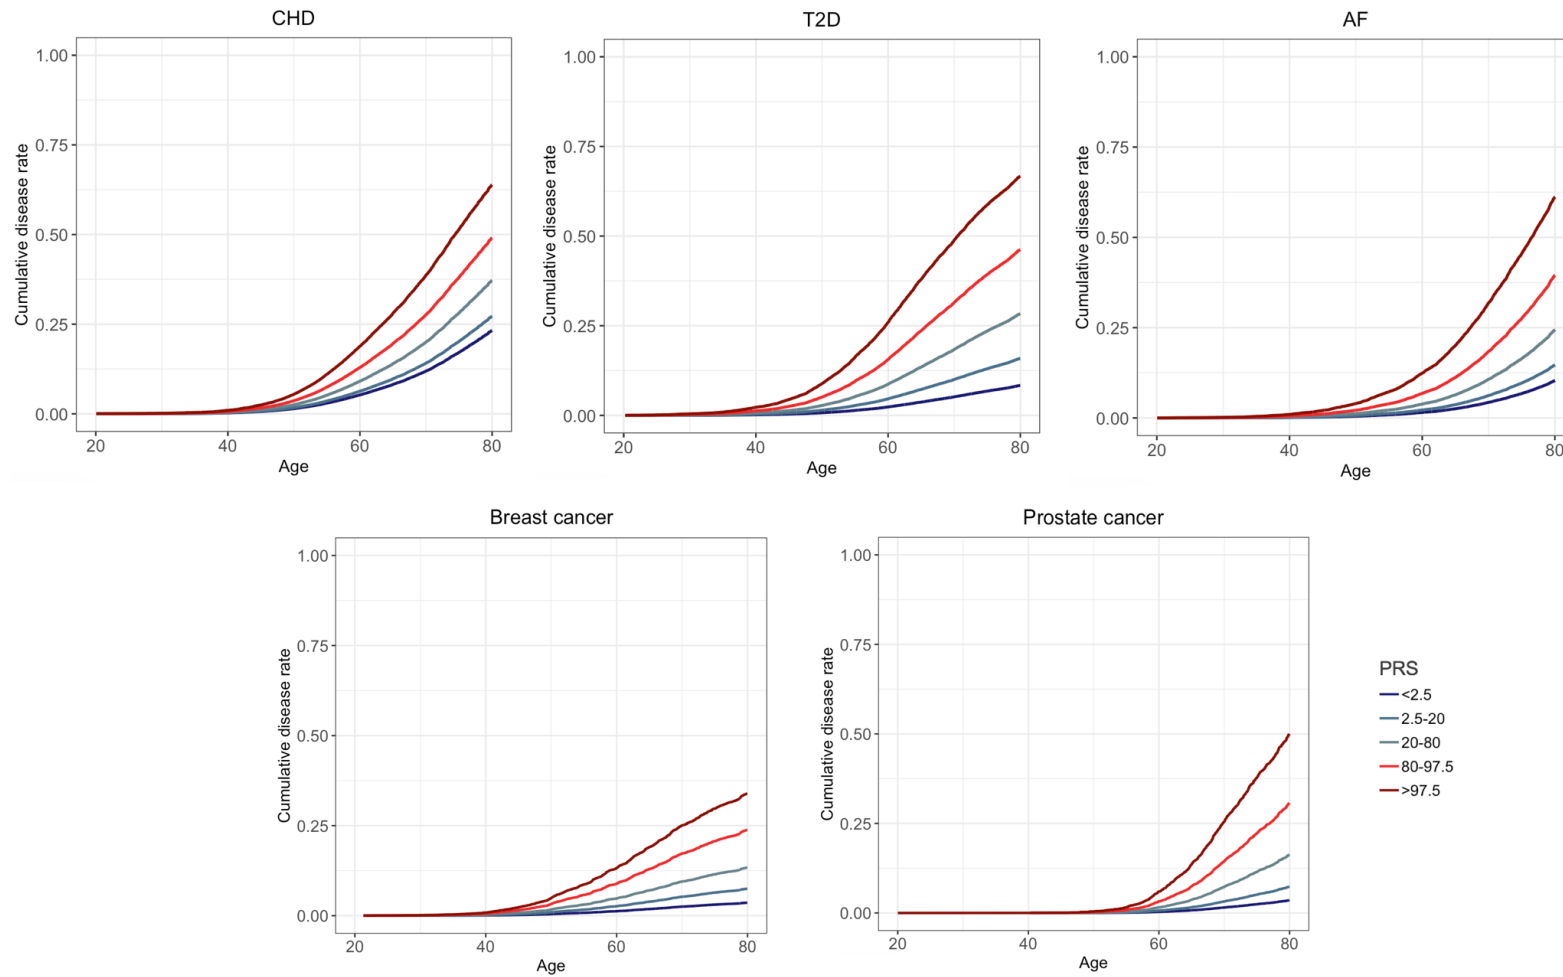 CHD
1.00
0.75
0.50
0.25
0.00
Cumulative disease rate
20 40 60 80
Age
T2D
1.00
0.75
0.50
0.25
0.00
Cumulative disease rate
20 40 60 80
Age
AF
1.00
0.75
0.50
0.25
0.00
Cumulative disease rate
20 40 60 80
Age
Breast cancer
1.00
0.75
0.50
0.25
0.00
Cumulative disease rate
20 40 60 80
Age
Prostate cancer
1.00
0.75
0.50
0.25
0.00
Cumulative disease rate
20 40 60 80
Age
PRS
<2.5
2.5-20
20-80
80-97.5
>97.5